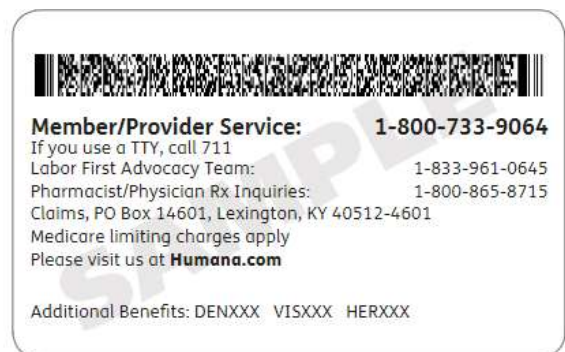 Member/Provider Service: 1-800-733-9064
If you use a TTY, call 711
Labor First Advocacy Team: 1-833-961-0645
Pharmacist/Physician Rx Inquiries: 1-800-865-8715
Claims, PO Box 14601, Lexington, KY 40512-4601
Medicare limiting charges apply
Please visit us at Humana.com
Additional Benefits: DENXXX VISXXX HERXXX
SAMPLE